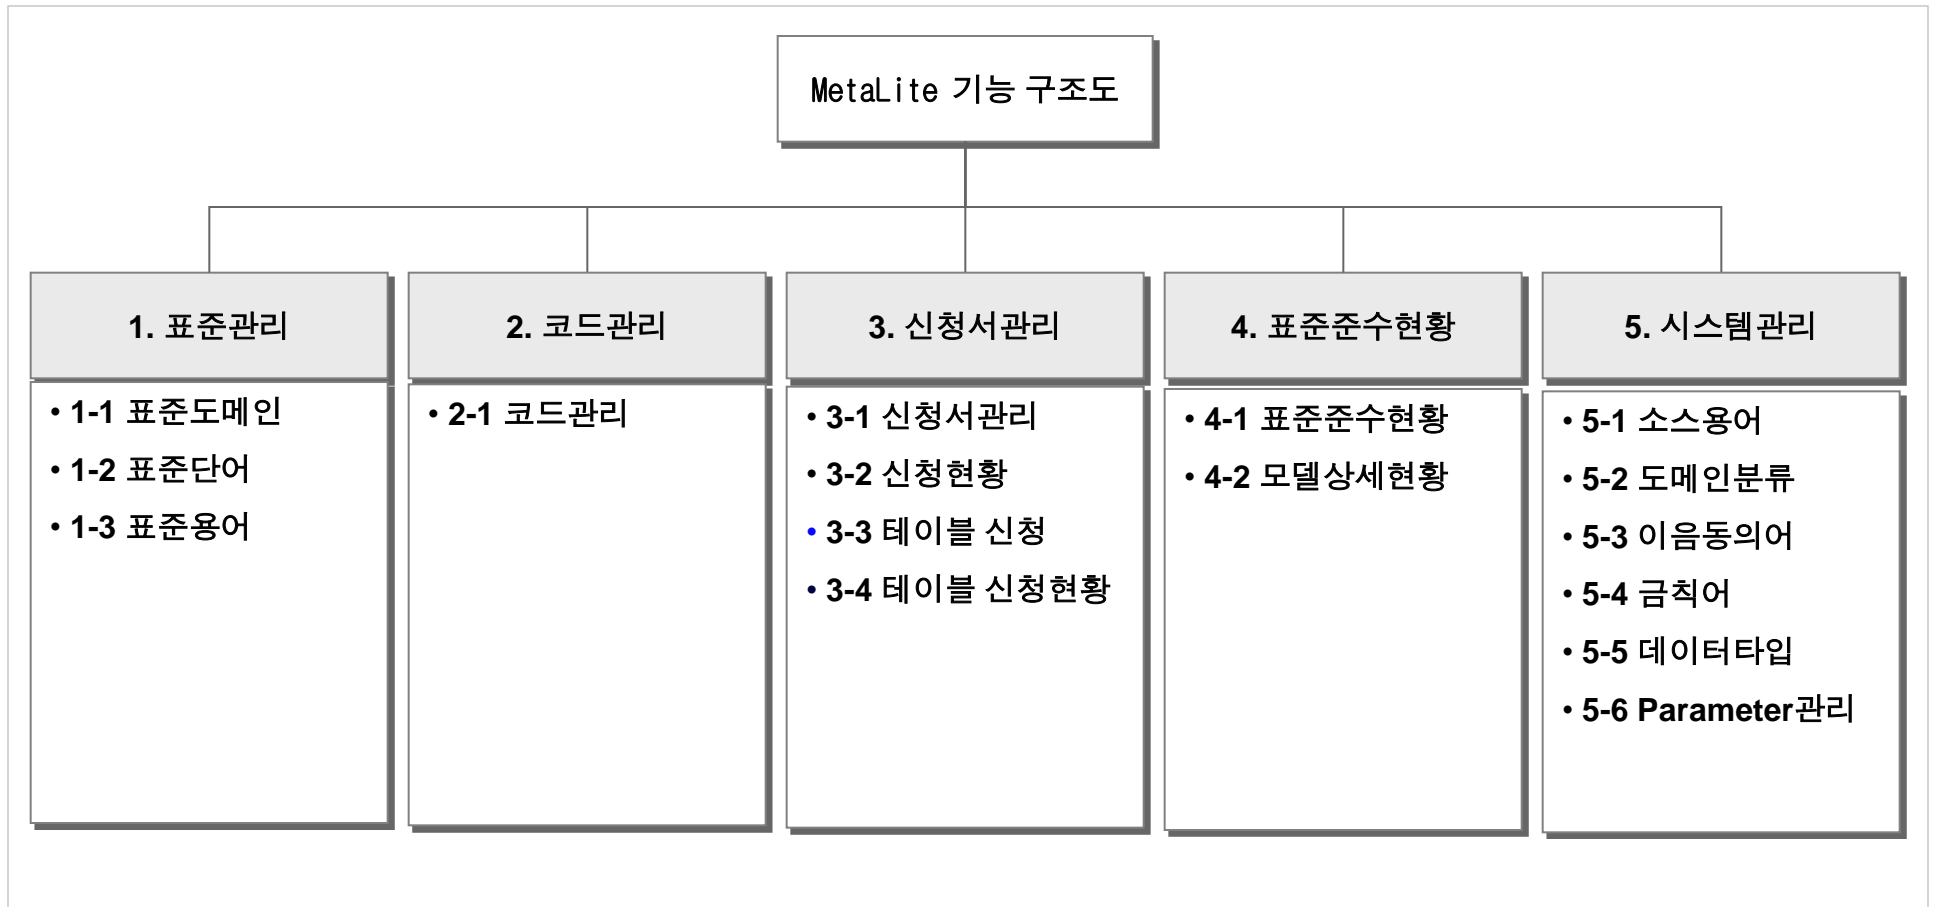 MetaLite 기능 구조도
1. 표준관리
• 1-1 표준도메인
• 1-2 표준단어
• 1-3 표준용어
2. 코드관리
• 2-1 코드관리
3. 신청서관리
• 3-1 신청서관리
• 3-2 신청현황
• 3-3 테이블 신청
• 3-4 테이블 신청현황
4. 표준준수현황
• 4-1 표준준수현황
• 4-2 모델상세현황
5. 시스템관리
• 5-1 소스용어
• 5-2 도메인분류
• 5-3 이음동의어
• 5-4 금칙어
• 5-5 데이터타입
• 5-6 Parameter관리